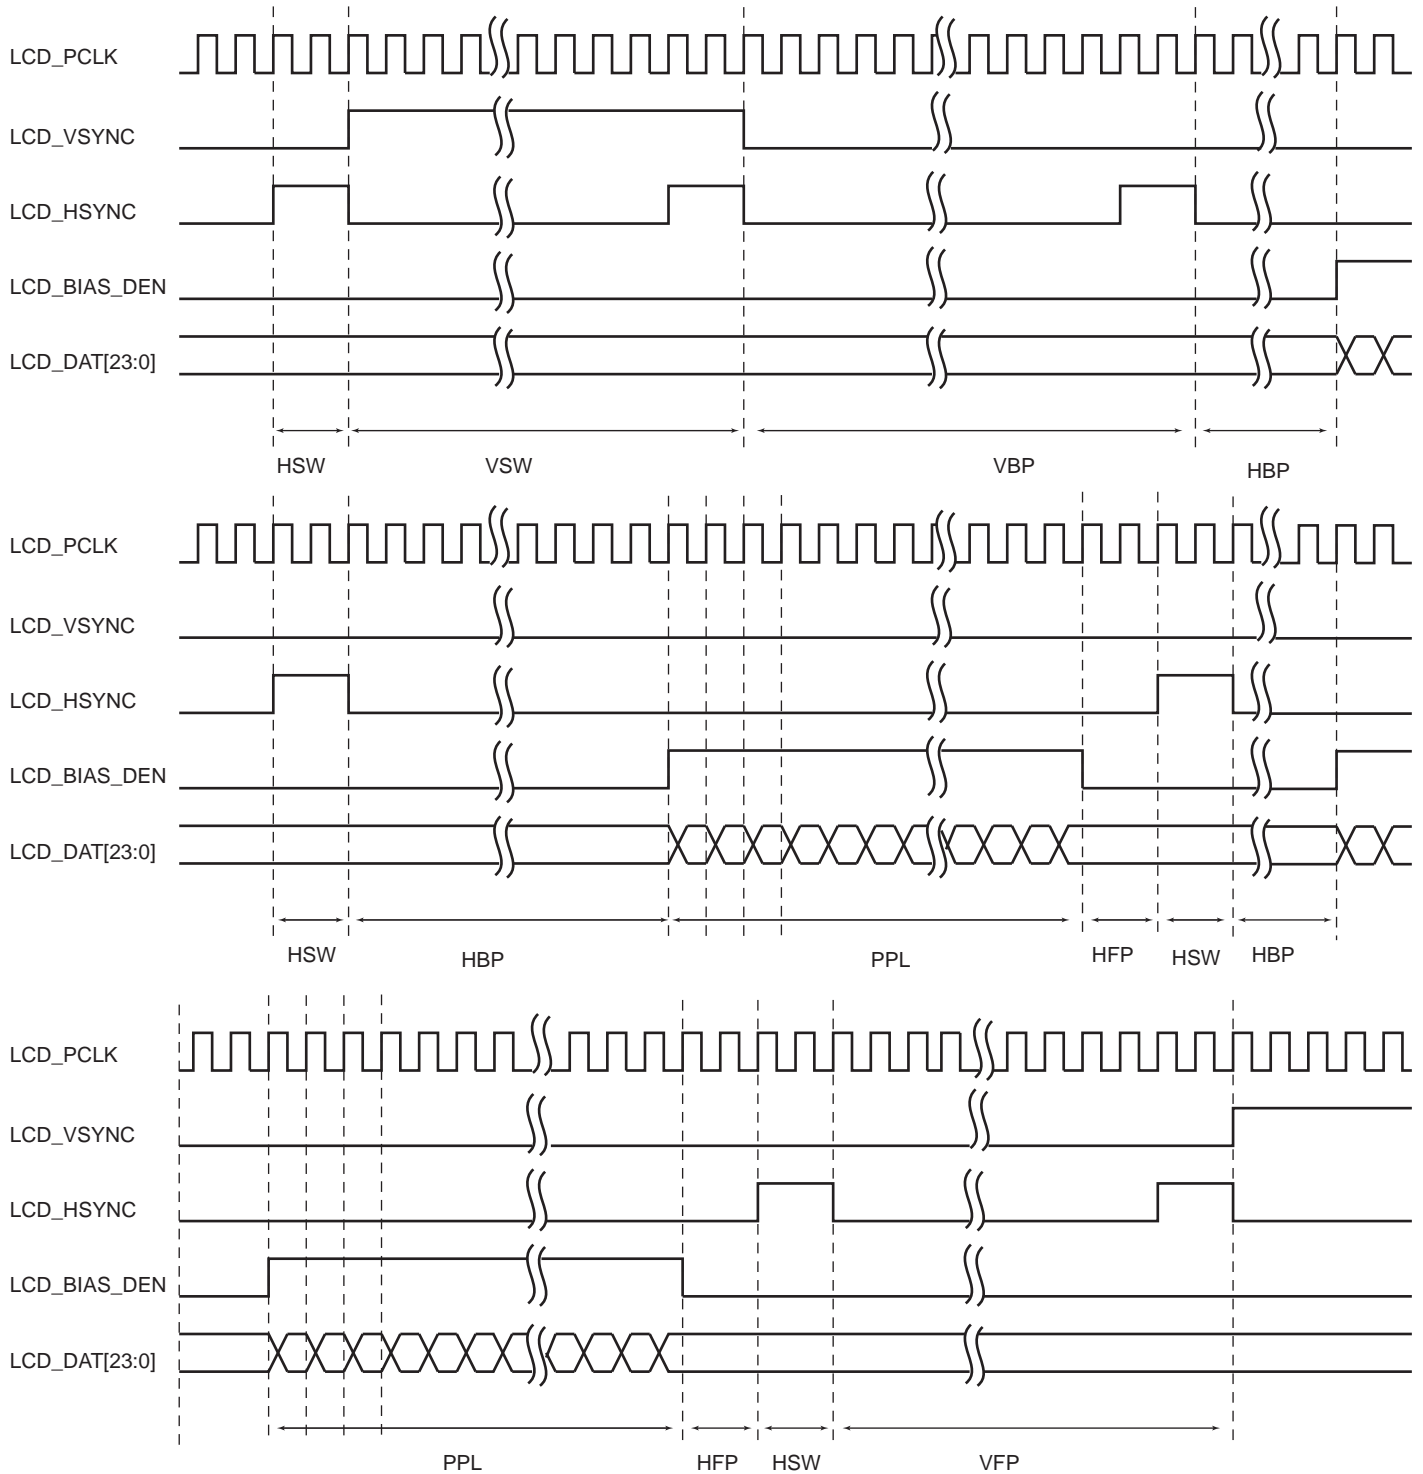 LCD_PCLK
LCD_VSYNC
LCD_HSYNC
LCD_BIAS_DEN
LCD_DAT[23:0]
HSW VSW VBP HBP
LCD_PCLK
LCD_VSYNC
LCD_HSYNC
LCD_BIAS_DEN
LCD_DAT[23:0]
HSW HBP PPL HFP HSW HBP
LCD_PCLK
LCD_VSYNC
LCD_HSYNC
LCD_BIAS_DEN
LCD_DAT[23:0]
PPL HFP HSW VFP